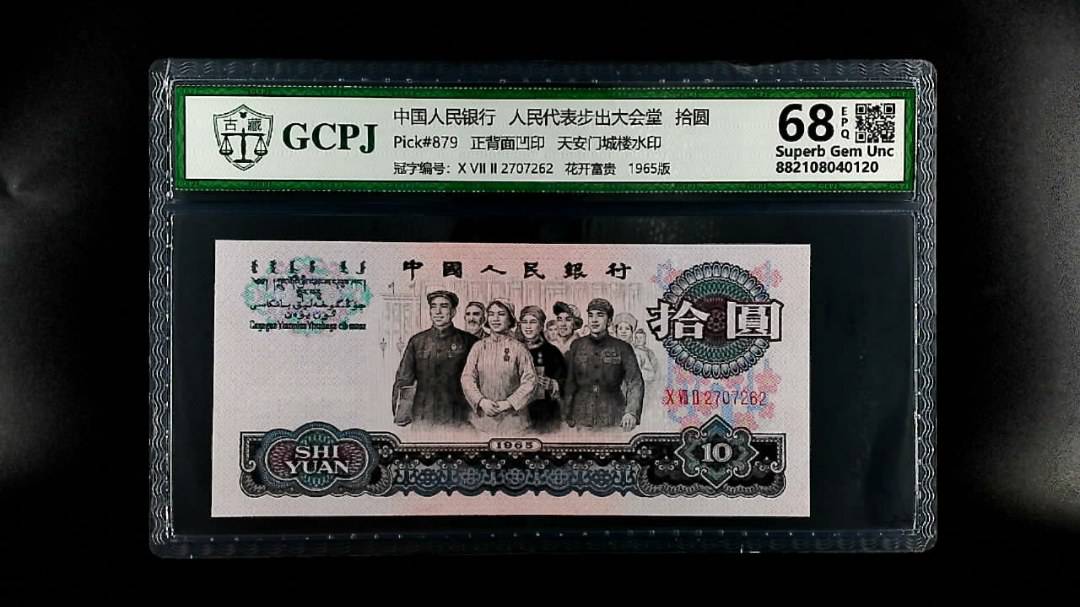 古藏
GCPJ
中国人民银行 人民代表步出大会堂 拾圆
Pick#879 正背面凹印 天安门城楼水印
冠字编号: X VII II 2707262 花开富贵 1965版
68
EPQ
Superb Gem Unc
882108040120
中國人民銀行
拾圓
X VII II 2707262
1965
SHI
YUAN
10